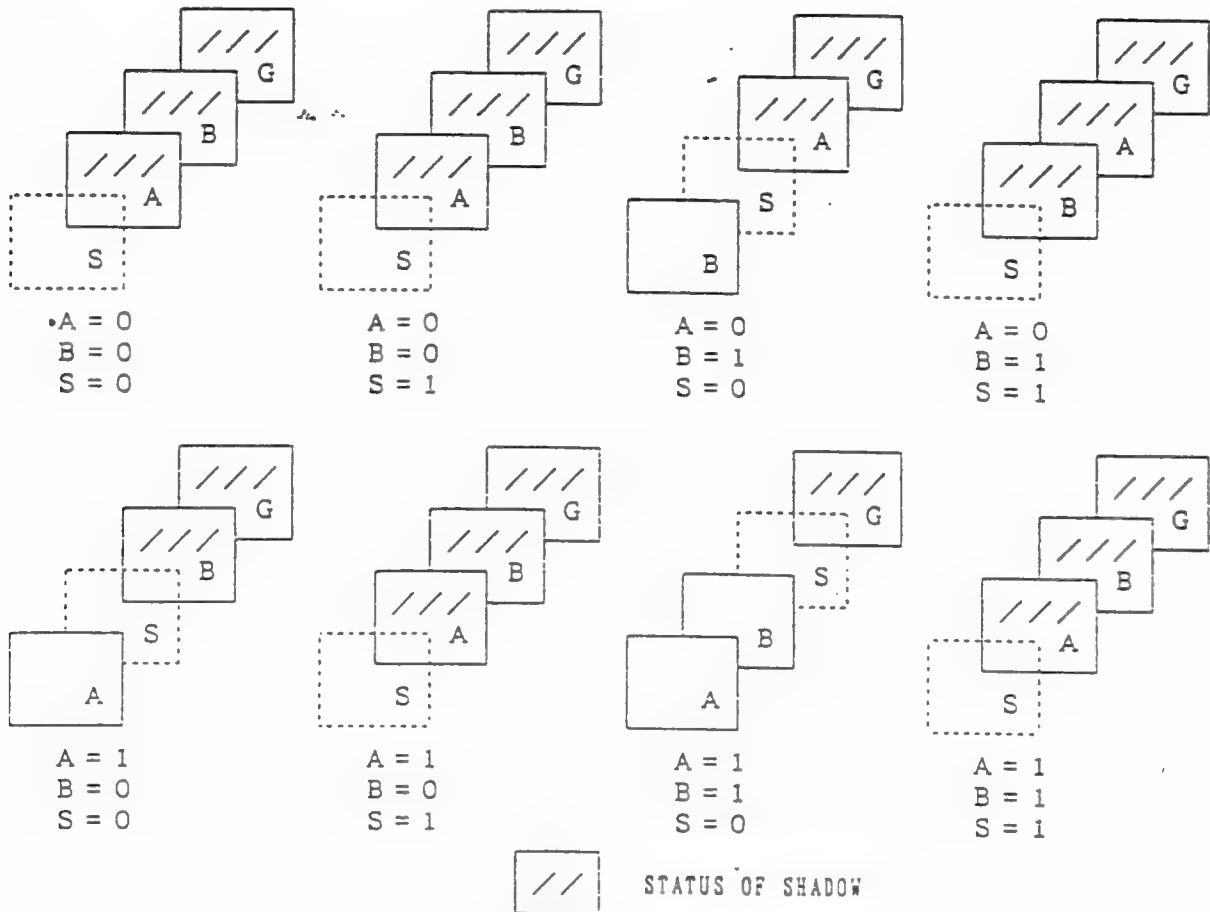 G G G G
B B A A
A A S B
S S B S
A = 0 A = 0 A = 0 A = 0
B = 0 B = 0 B = 1 B = 1
S = 0 S = 1 S = 0 S = 1
G G G G
B B S B
S A B A
A S A S
A = 1 A = 1 A = 1 A = 1
B = 0 B = 0 B = 1 B = 1
S = 0 S = 1 S = 0 S = 1
STATUS OF SHADOW